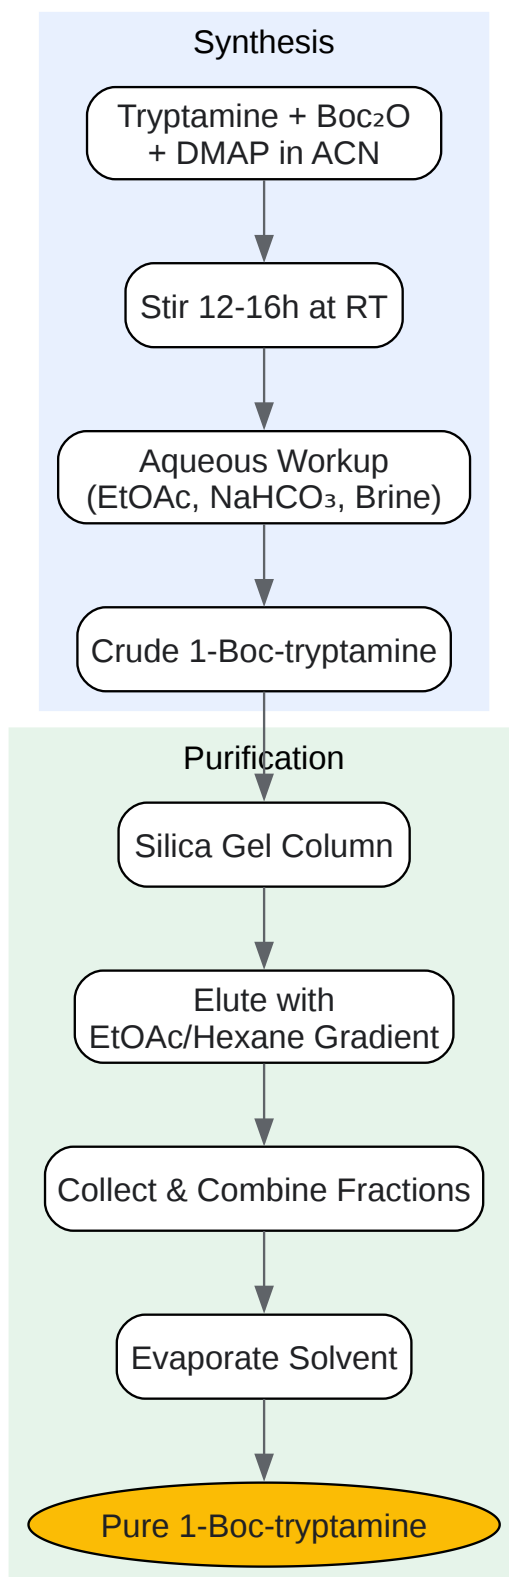 Synthesis
Tryptamine + Boc₂O
+ DMAP in ACN
Stir 12-16h at RT
Aqueous Workup
(EtOAc, NaHCO₃, Brine)
Crude 1-Boc-tryptamine
Purification
Silica Gel Column
Elute with
EtOAc/Hexane Gradient
Collect & Combine Fractions
Evaporate Solvent
Pure 1-Boc-tryptamine